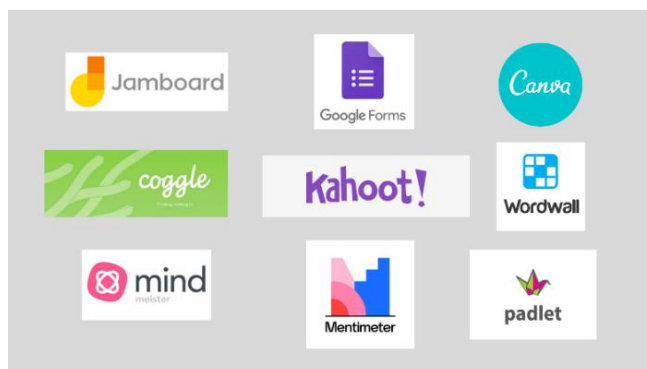 Jamboard
Google Forms
Canva
coggle
Kahoot!
Wordwall
mind
meister
Mentimeter
padlet